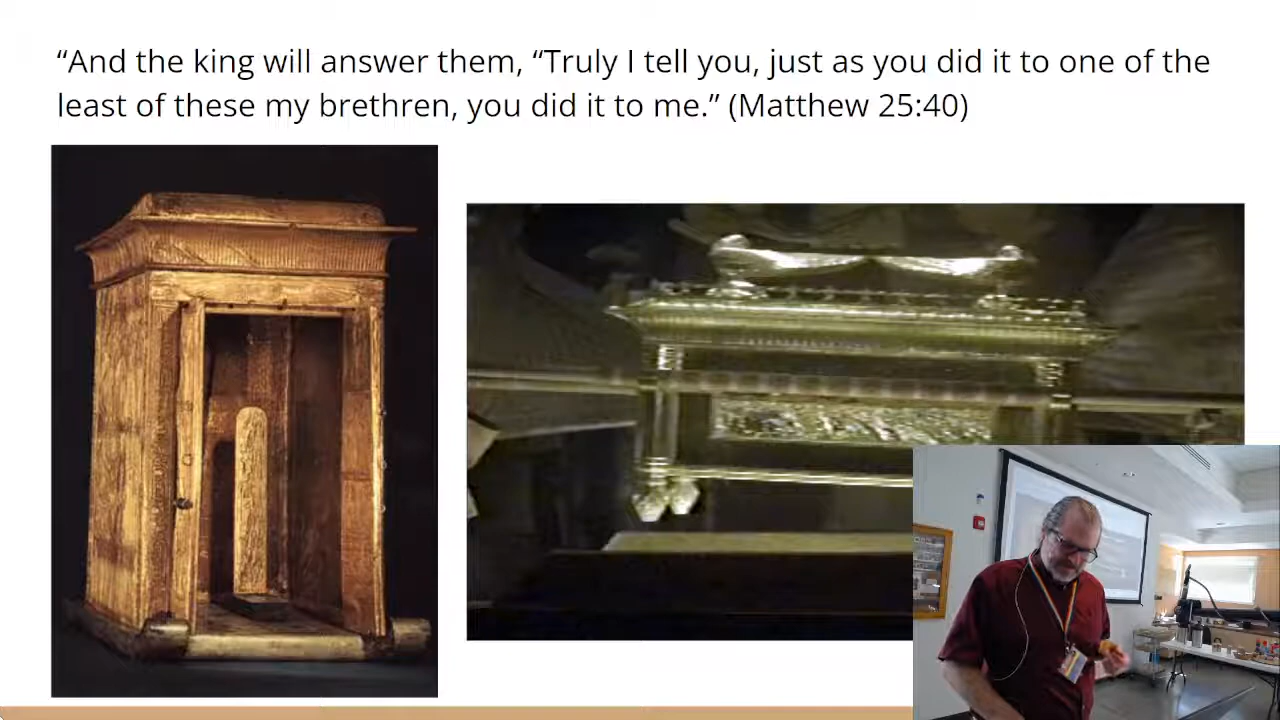 “And the king will answer them, “Truly I tell you, just as you did it to one of the
least of these my brethren, you did it to me.” (Matthew 25:40)